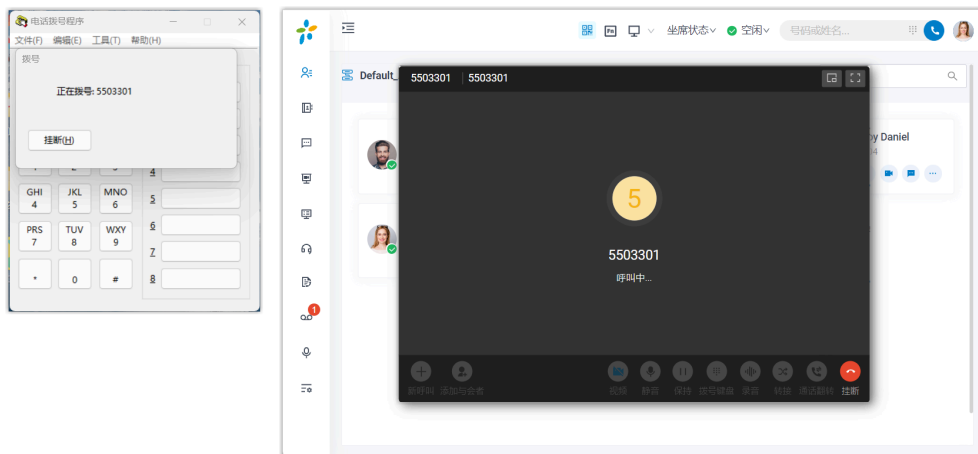 电话拨号程序
文件(F) 编辑(E) 工具(T) 帮助(H)
拨号
正在拨号: 5503301
挂断(H)
4
GHI
4
JKL
5
MNO
6
5
PRS
7
TUV
8
WXY
9
6
7
*
0
#
8
Fn
坐席状态
空闲
号码或姓名...
Default_
5503301 5503301
by Daniel
5
5503301
呼叫中...
1
新呼叫
添加与会者
视频
静音
保持
拨号键盘
录音
转接
通话翻转
挂断